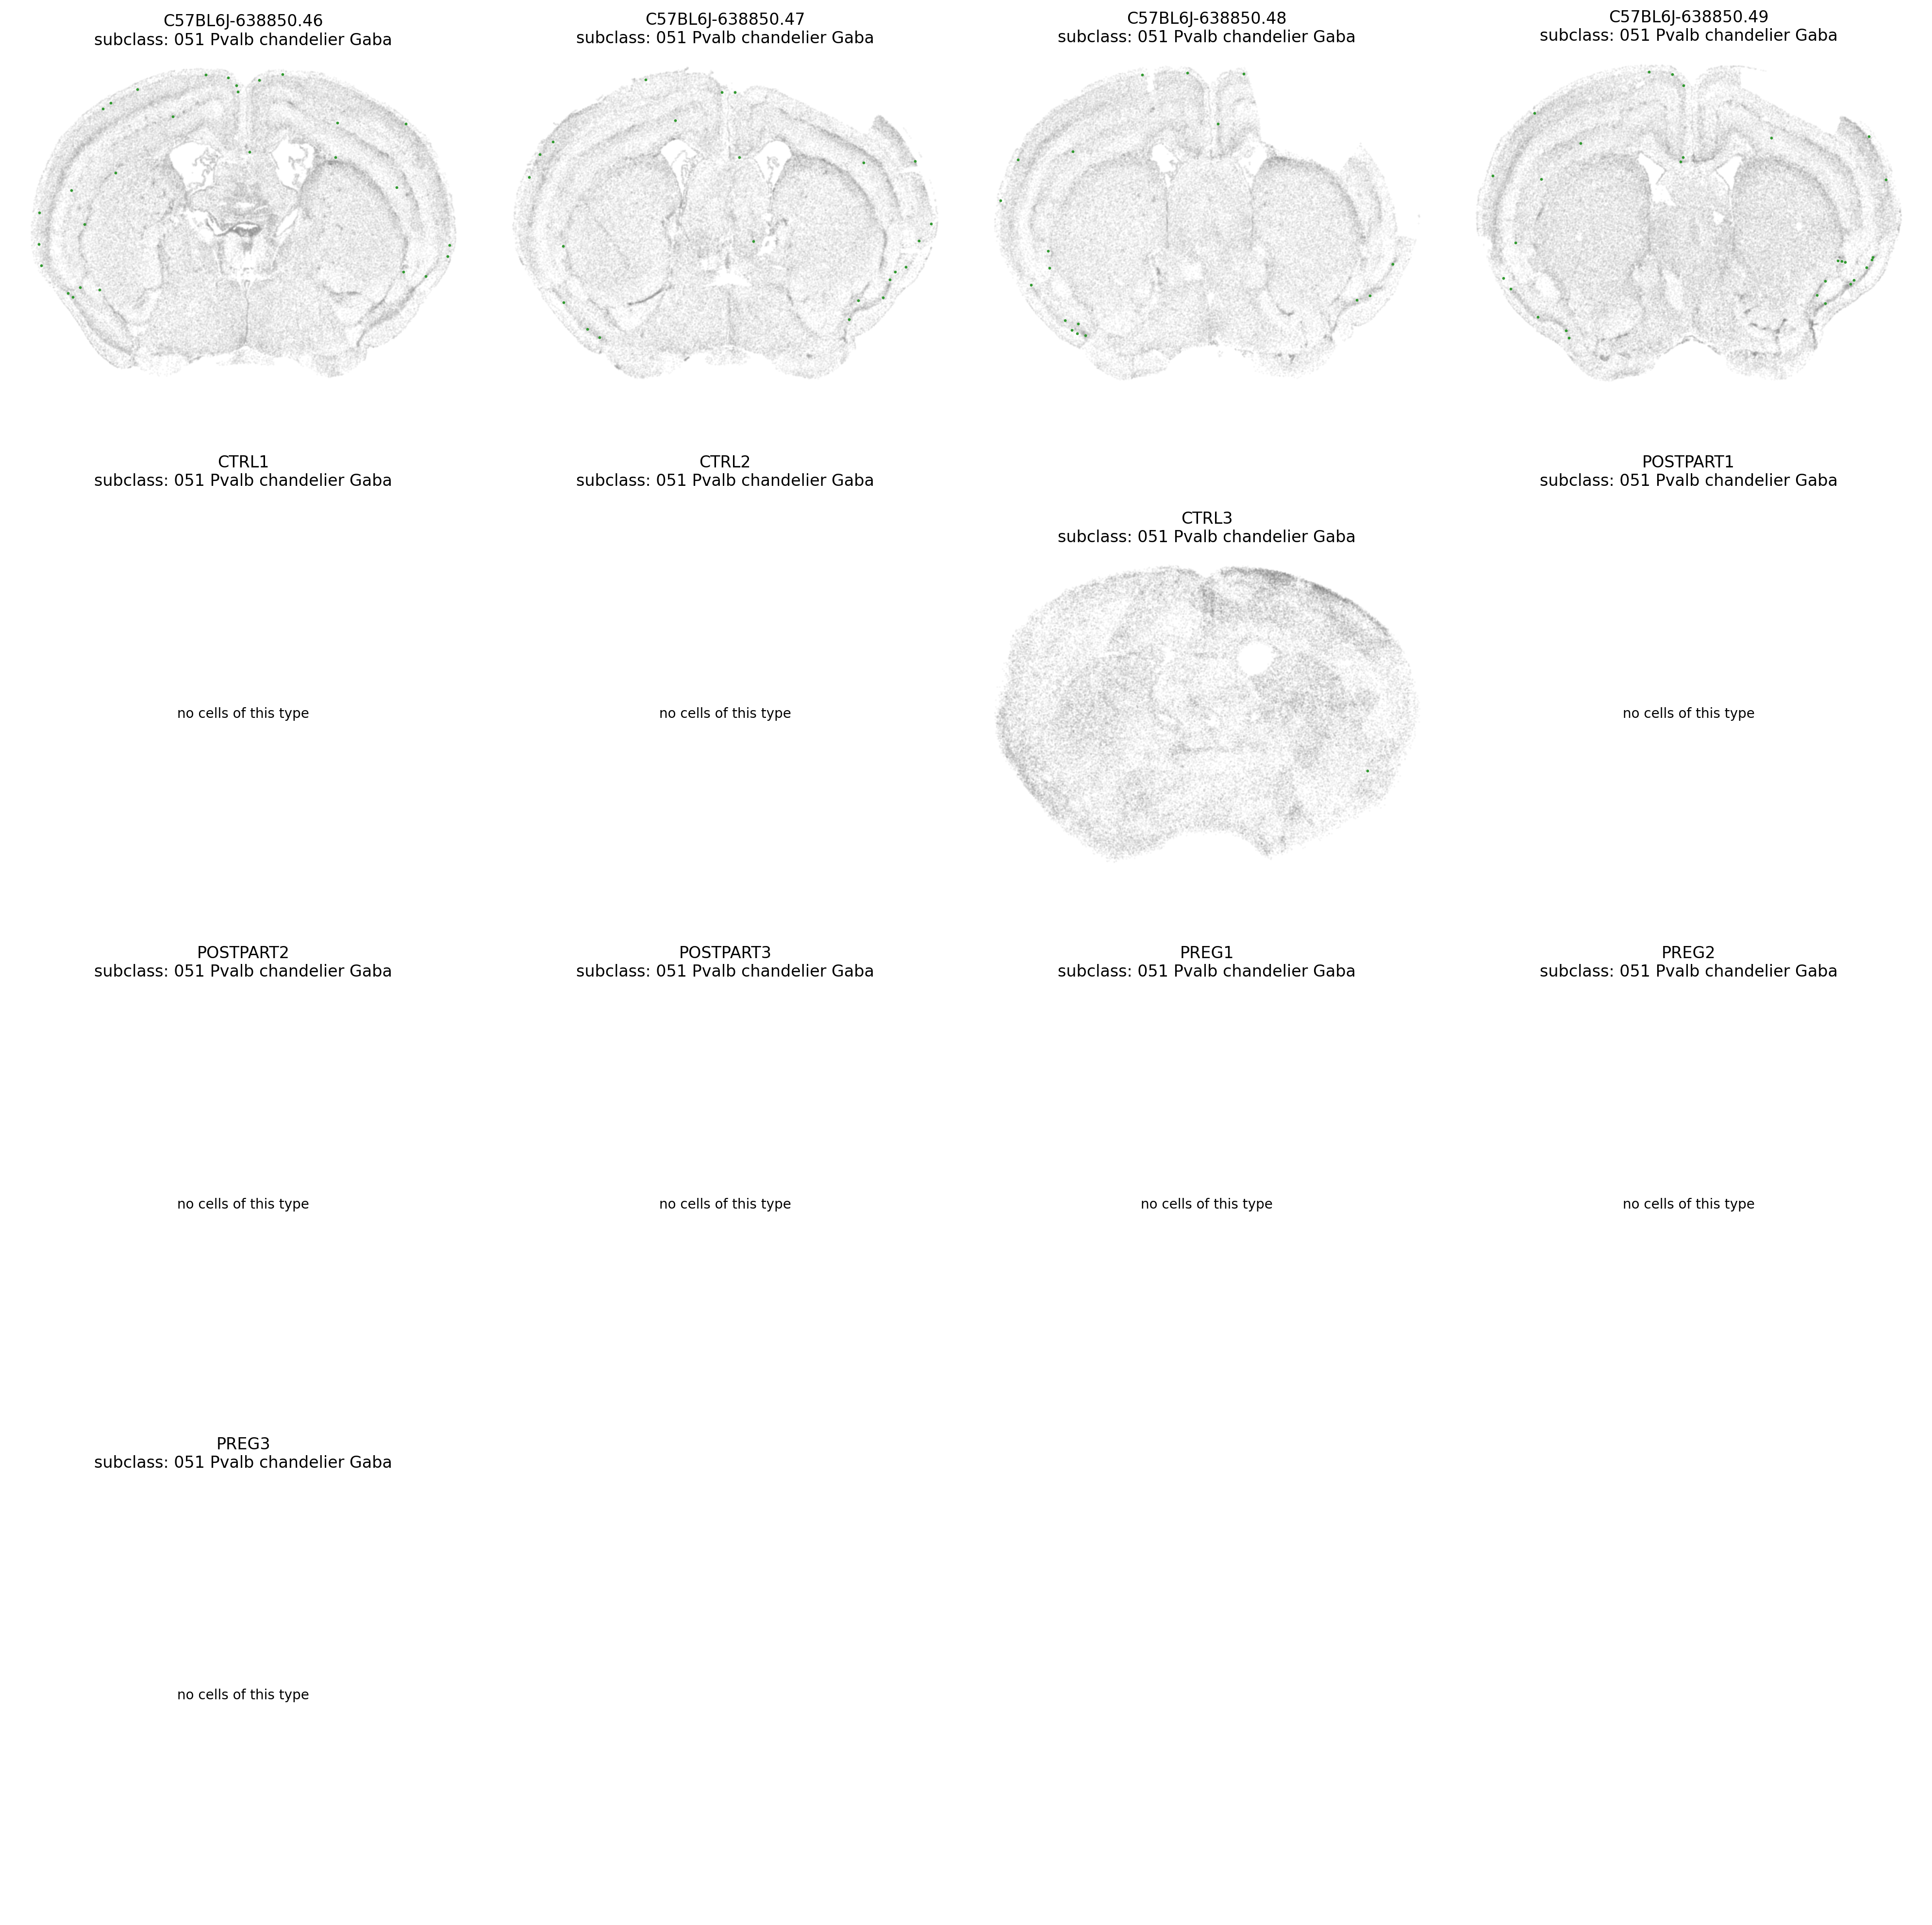 C57BL6J-638850.46
subclass: 051 Pvalb chandelier Gaba
C57BL6J-638850.47
subclass: 051 Pvalb chandelier Gaba
C57BL6J-638850.48
subclass: 051 Pvalb chandelier Gaba
C57BL6J-638850.49
subclass: 051 Pvalb chandelier Gaba
CTRL1
subclass: 051 Pvalb chandelier Gaba
no cells of this type
CTRL2
subclass: 051 Pvalb chandelier Gaba
no cells of this type
CTRL3
subclass: 051 Pvalb chandelier Gaba
POSTPART1
subclass: 051 Pvalb chandelier Gaba
no cells of this type
POSTPART2
subclass: 051 Pvalb chandelier Gaba
no cells of this type
POSTPART3
subclass: 051 Pvalb chandelier Gaba
no cells of this type
PREG1
subclass: 051 Pvalb chandelier Gaba
no cells of this type
PREG2
subclass: 051 Pvalb chandelier Gaba
no cells of this type
PREG3
subclass: 051 Pvalb chandelier Gaba
no cells of this type